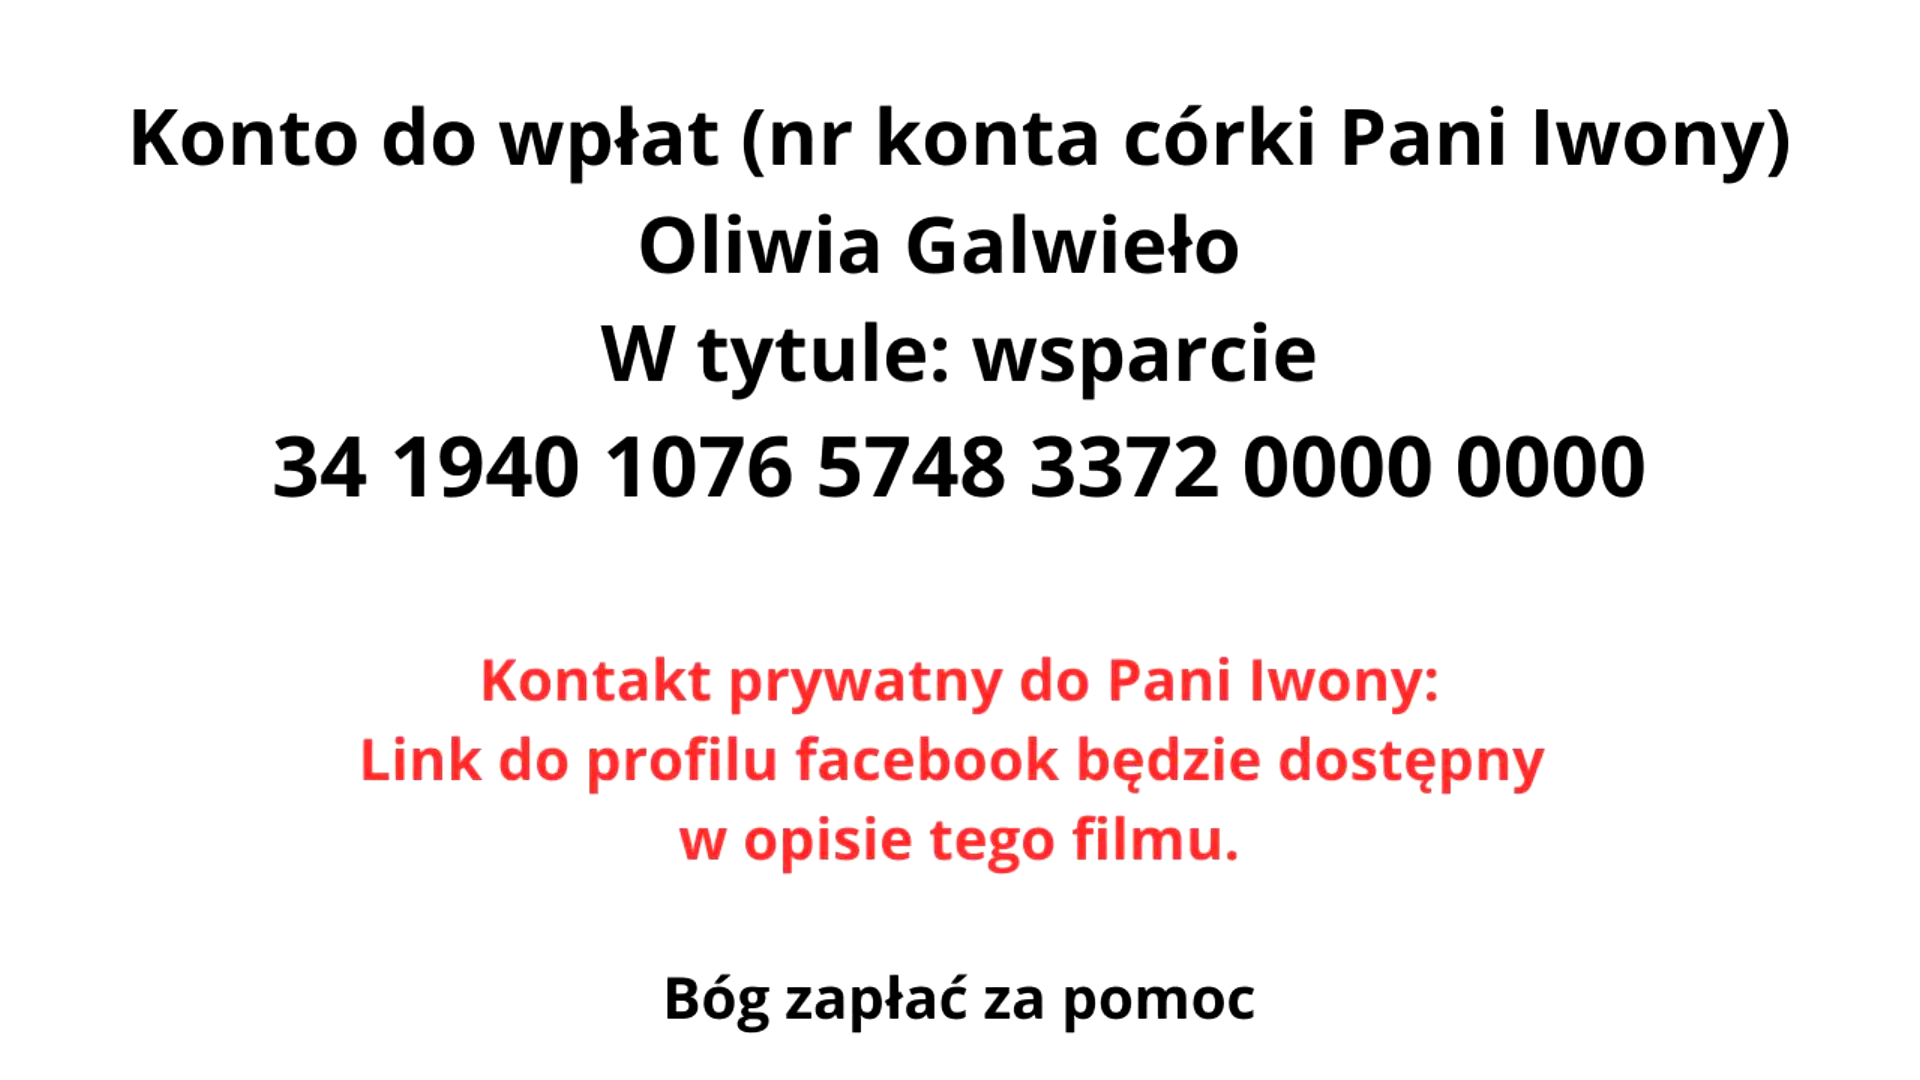 Konto do wpłat (nr konta córki Pani Iwony)
Oliwia Galwieło
W tytule: wsparcie
34 1940 1076 5748 3372 0000 0000
Kontakt prywatny do Pani Iwony:
Link do profilu facebook będzie dostępny
w opisie tego filmu.
Bóg zapłać za pomoc